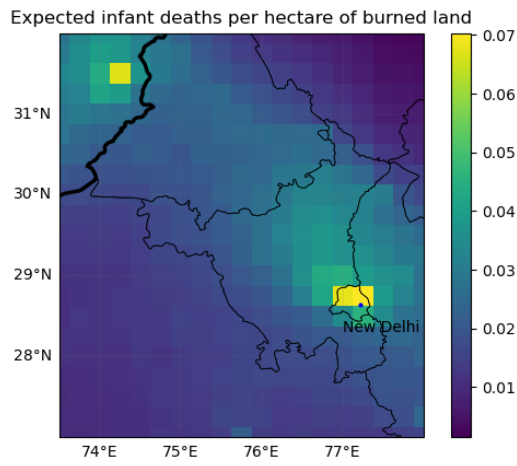 Expected infant deaths per hectare of burned land
0.07
0.06
0.05
0.04
0.03
0.02
0.01
31°N
30°N
29°N
28°N
New Delhi
74°E 75°E 76°E 77°E